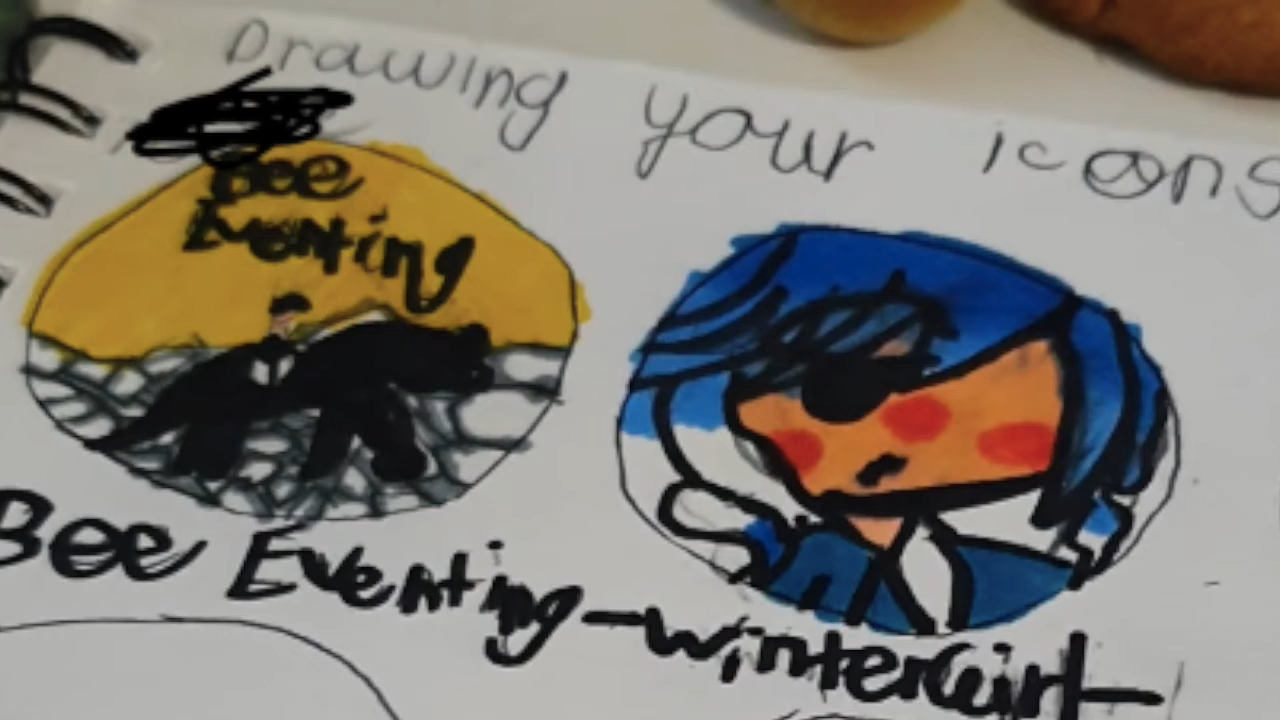 Drawing your icons
Bee
Eventing
Bee Eventing
-winterGirl-